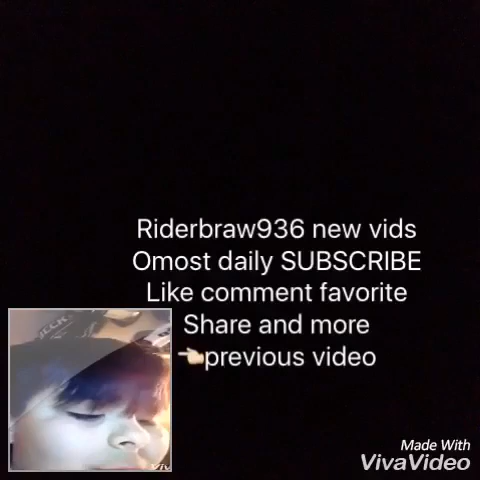 Riderbraw936 new vids
Omost daily SUBSCRIBE
Like comment favorite
Share and more
👈🏻previous video
Made With
VivaVideo